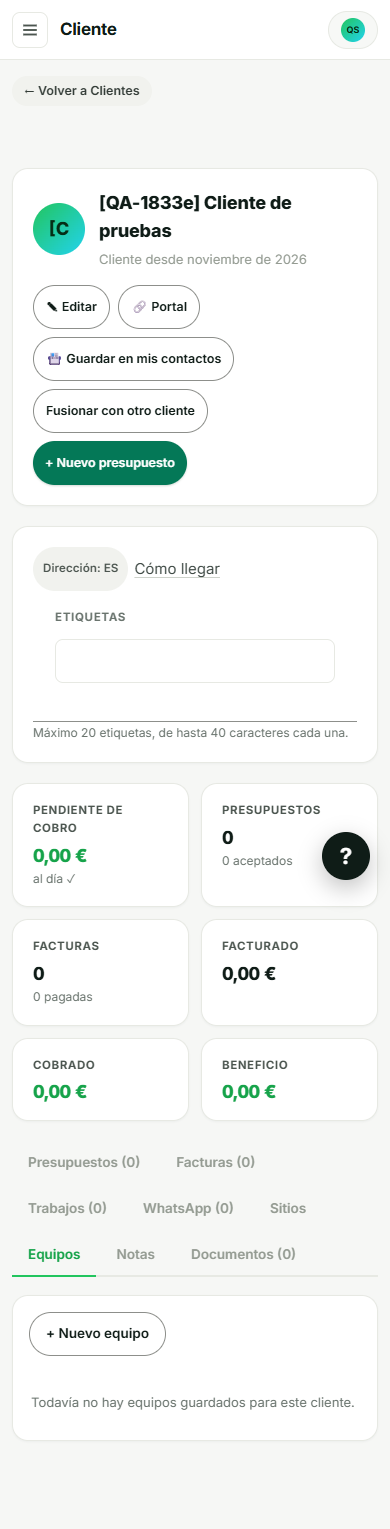 Cliente
QS
← Volver a Clientes
[C
[QA-1833e] Cliente de
pruebas
Cliente desde noviembre de 2026
Editar
Portal
Guardar en mis contactos
Fusionar con otro cliente
+ Nuevo presupuesto
Dirección: ES
Cómo llegar
ETIQUETAS
Máximo 20 etiquetas, de hasta 40 caracteres cada una.
PENDIENTE DE
COBRO
0,00 €
al día ✓
PRESUPUESTOS
0
0 aceptados
?
FACTURAS
0
0 pagadas
FACTURADO
0,00 €
COBRADO
0,00 €
BENEFICIO
0,00 €
Presupuestos (0)
Facturas (0)
Trabajos (0)
WhatsApp (0)
Sitios
Equipos
Notas
Documentos (0)
+ Nuevo equipo
Todavía no hay equipos guardados para este cliente.